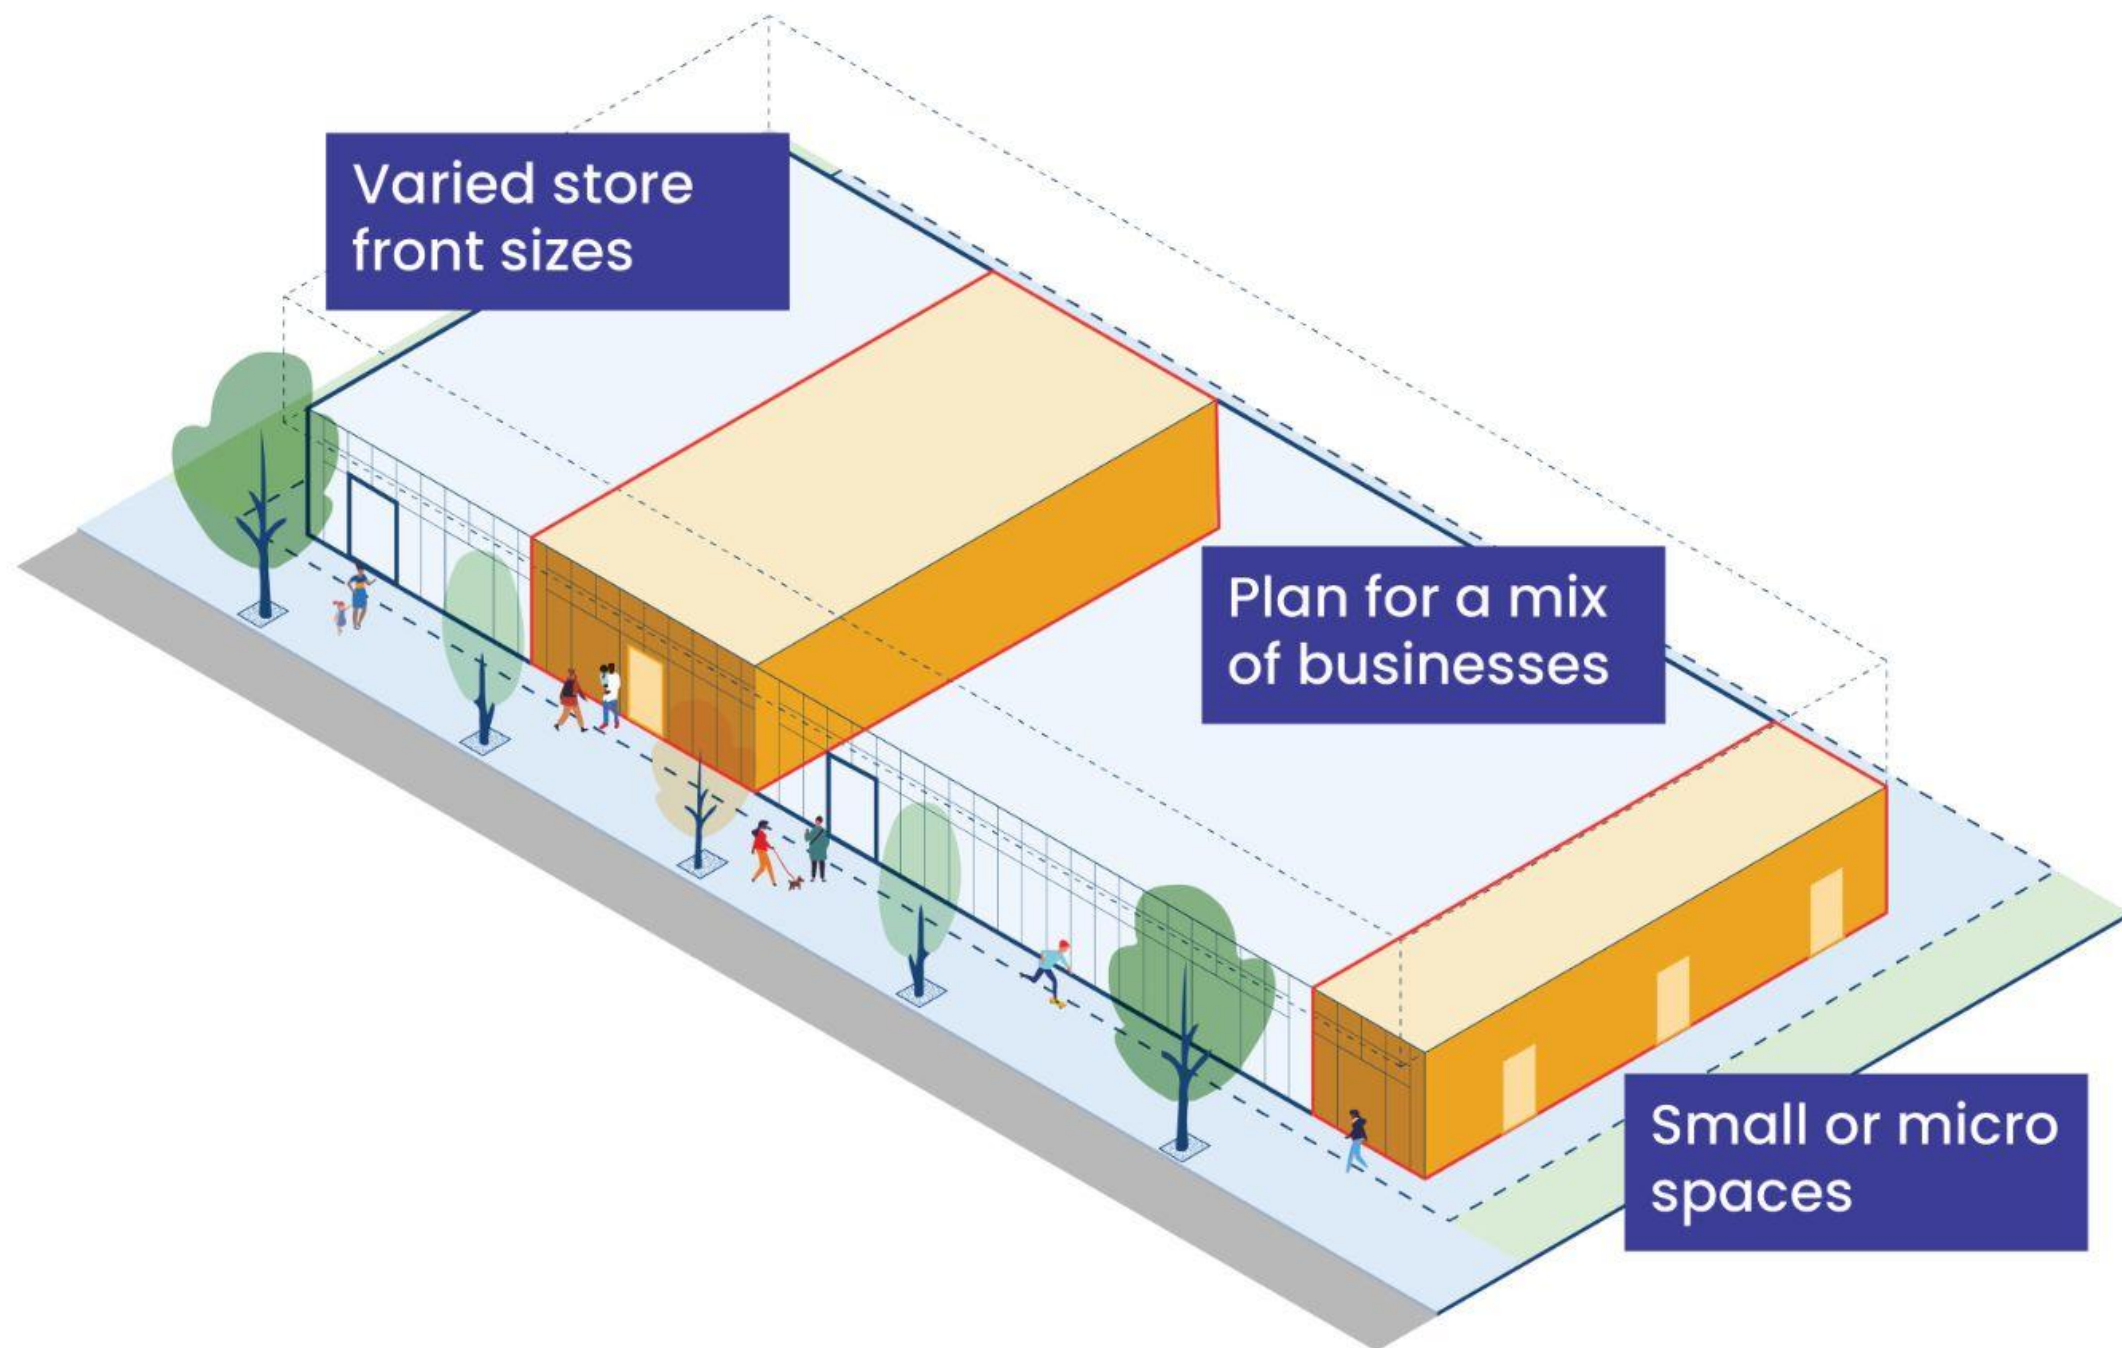 Varied store
front sizes
Plan for a mix
of businesses
Small or micro
spaces